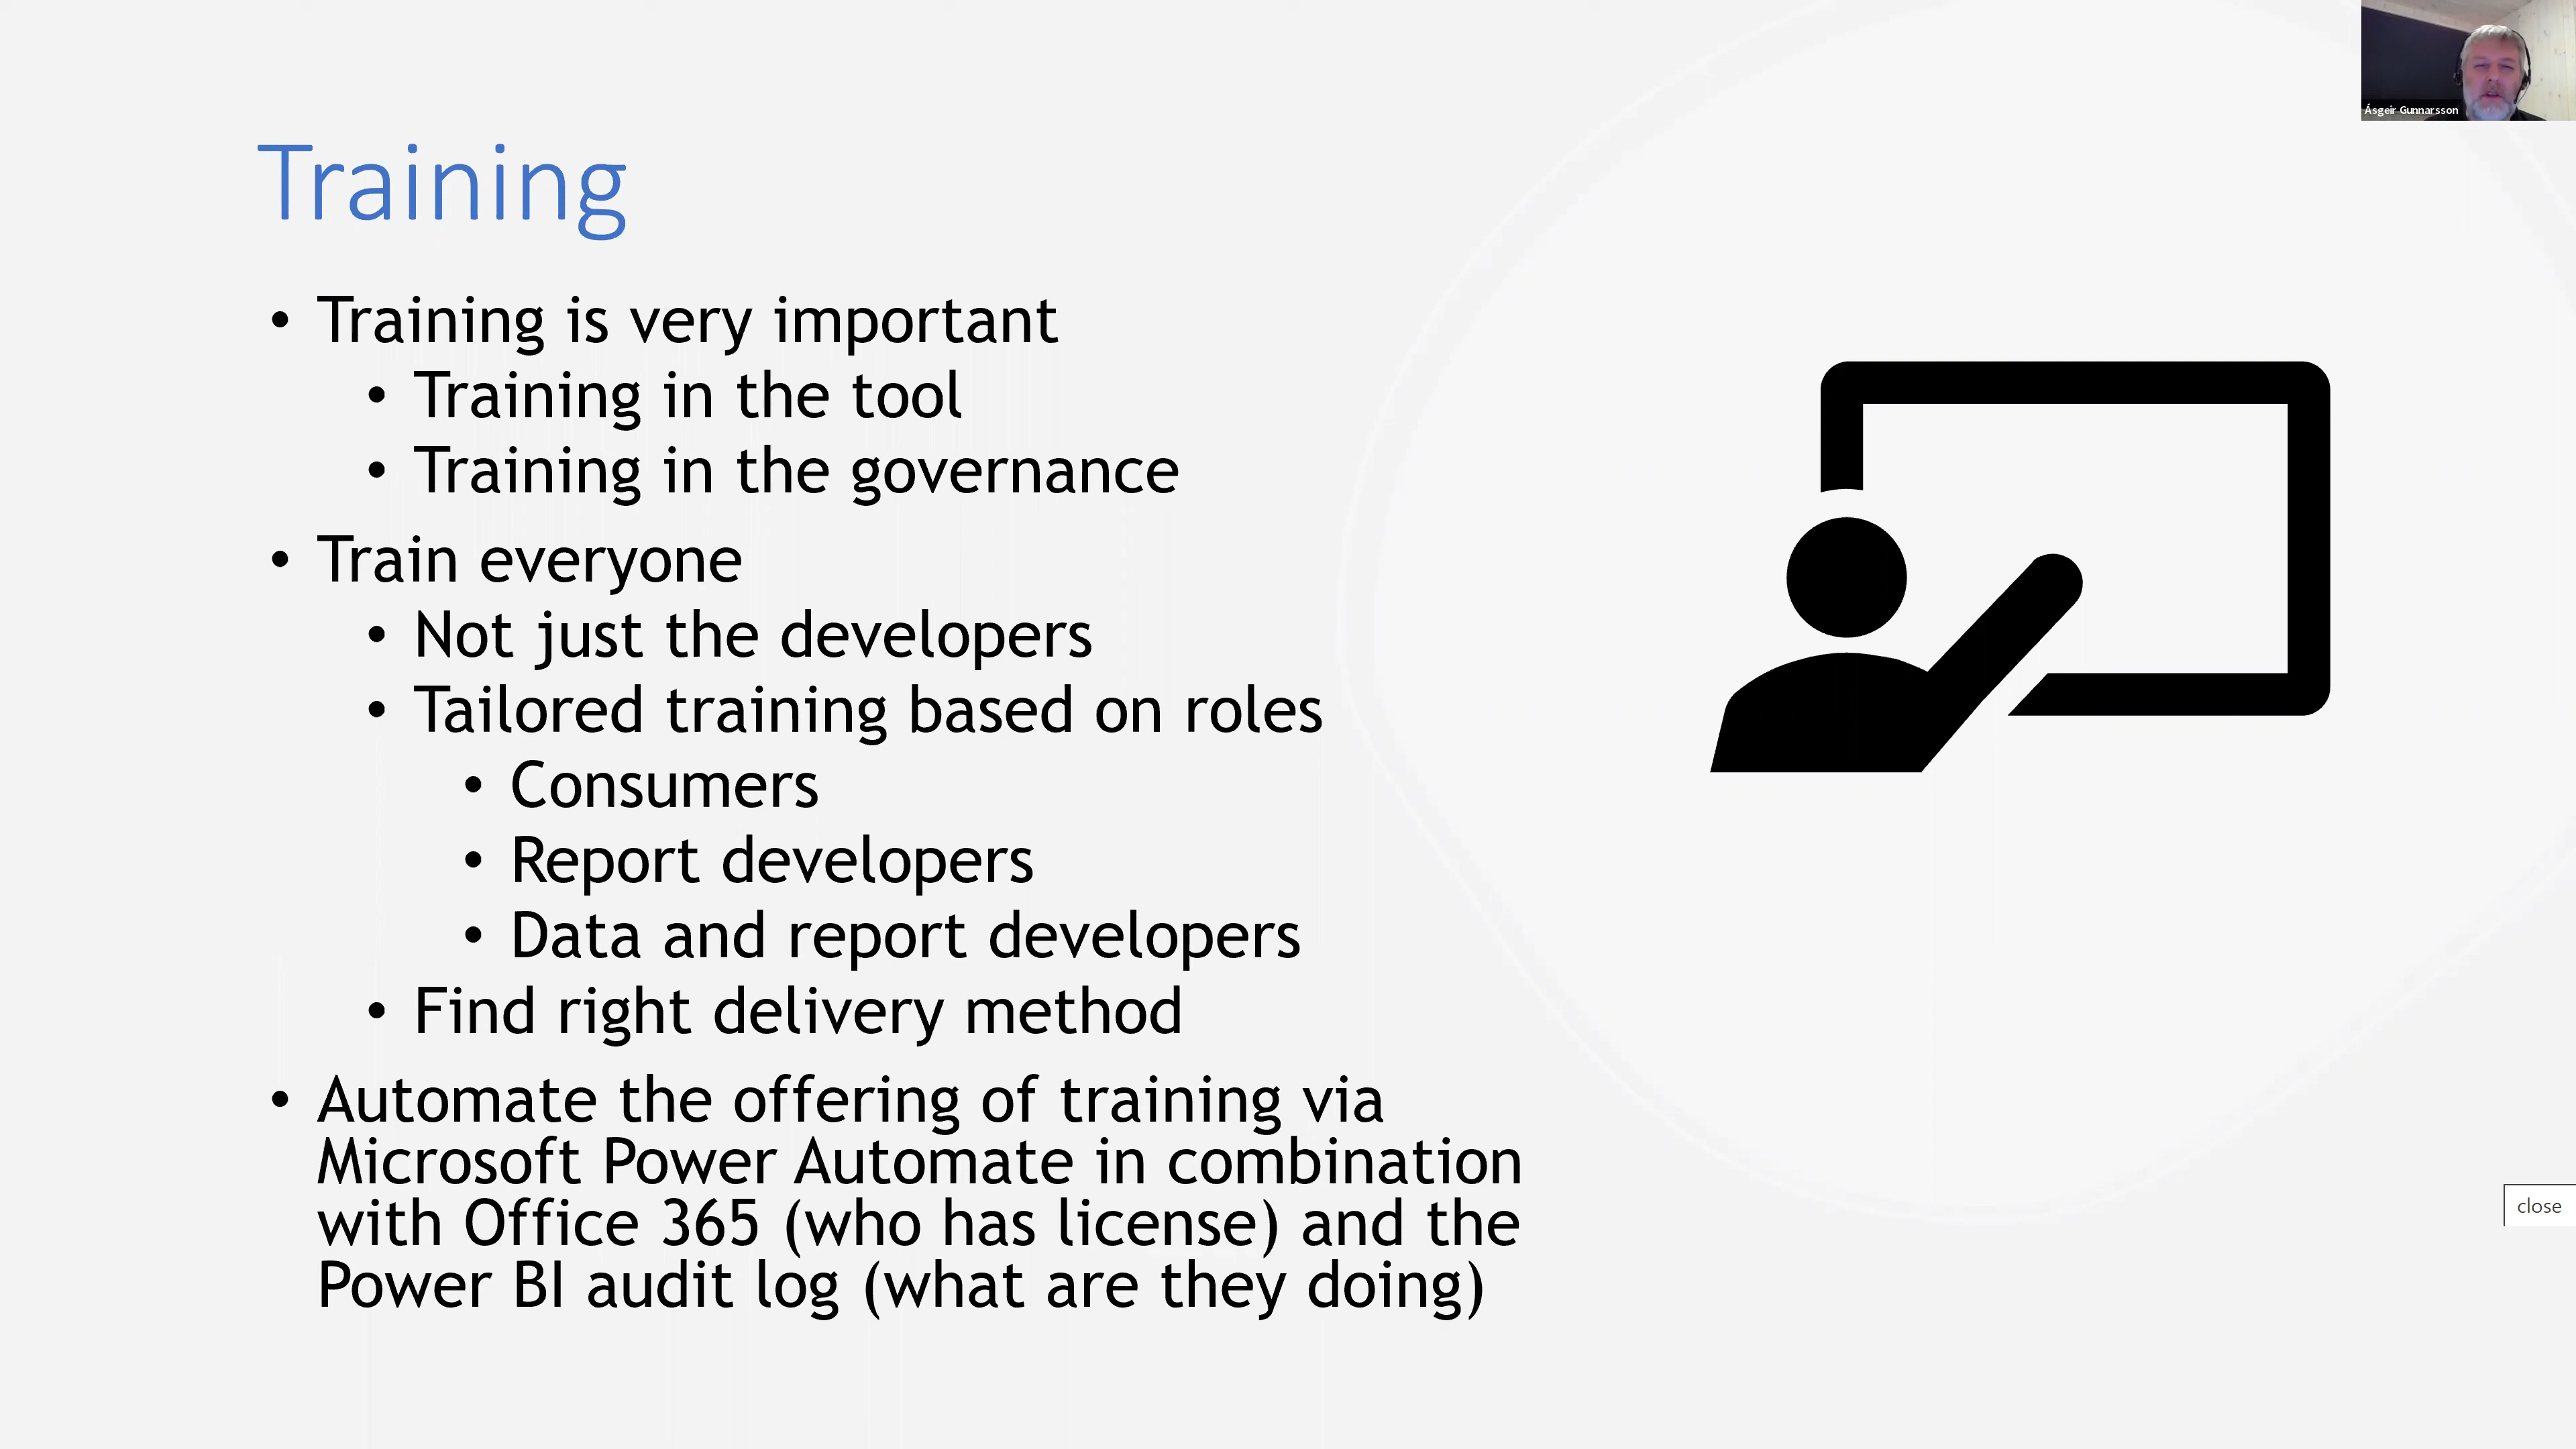 Ásgeir Gunnarsson
Training
• Training is very important
• Training in the tool
• Training in the governance
• Train everyone
• Not just the developers
• Tailored training based on roles
• Consumers
• Report developers
• Data and report developers
• Find right delivery method
• Automate the offering of training via
Microsoft Power Automate in combination
with Office 365 (who has license) and the
Power BI audit log (what are they doing)
close